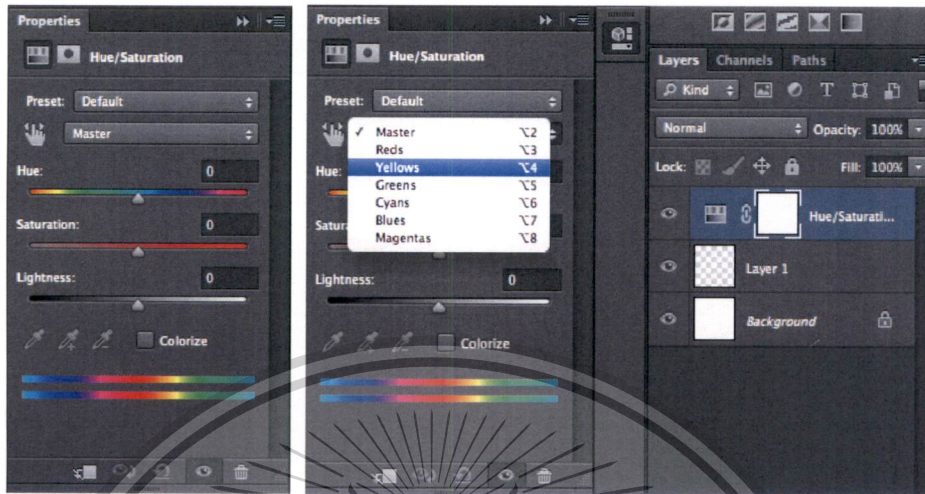 Properties
Hue/Saturation
Preset: Default
Master
Hue: 0
Saturation: 0
Lightness: 0
Colorize
Properties
Hue/Saturation
Preset: Default
✓ Master ⌥2
Reds ⌥3
Hue:
Yellows ⌥4
Greens ⌥5
Cyans ⌥6
Satura
Blues ⌥7
Magentas ⌥8
Lightness: 0
Colorize
Layers Channels Paths
Kind T
Normal Opacity: 100%
Lock: Fill: 100%
Hue/Saturati...
Layer 1
Background